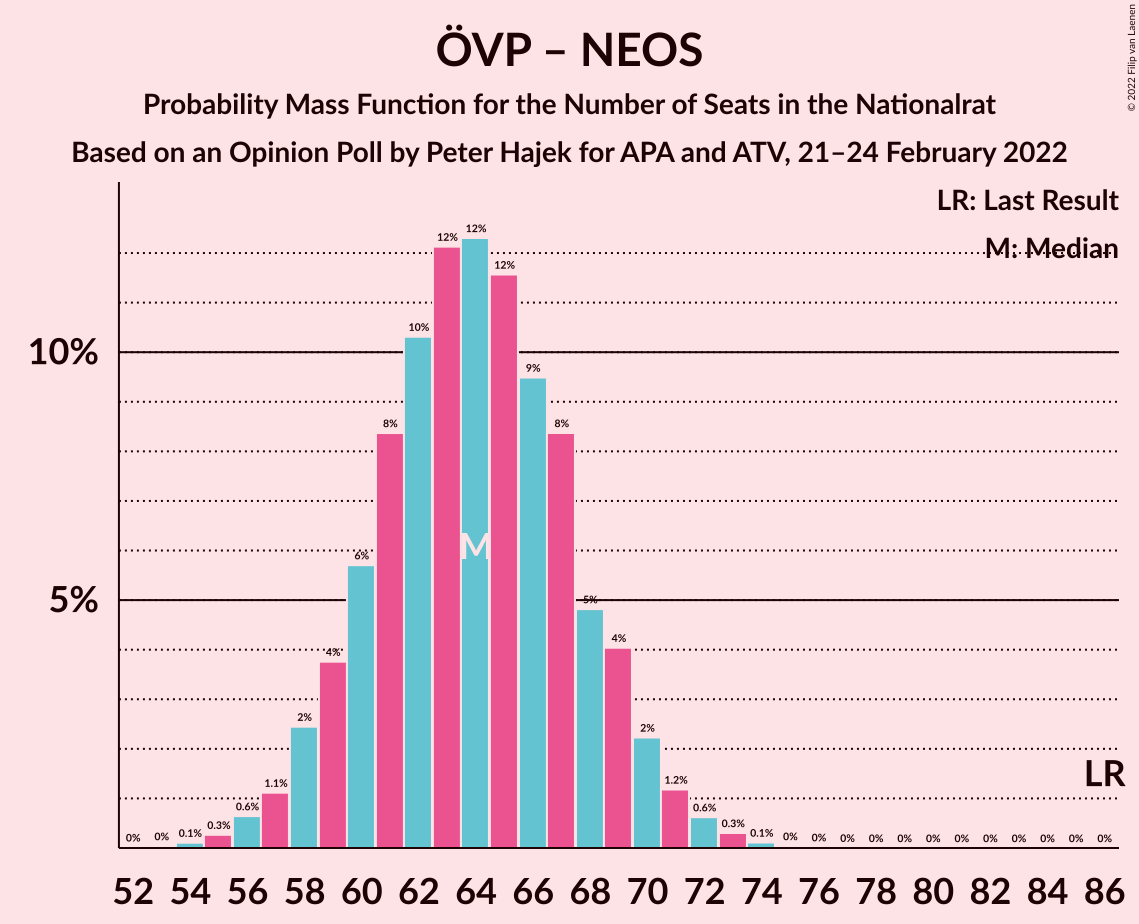 ÖVP – NEOS
Probability Mass Function for the Number of Seats in the Nationalrat
Based on an Opinion Poll by Peter Hajek for APA and ATV, 21–24 February 2022
© 2022 Filip van Laenen
LR: Last Result
M: Median
10%
5%
0% 0% 0.1% 0.3% 0.6% 1.1% 2% 4% 6% 8% 10% 12% 12% 12% 9% 8% 5% 4% 2% 1.2% 0.6% 0.3% 0.1% 0% 0% 0% 0% 0% 0% 0% 0% 0% 0% 0% 0%
M
LR
52 54 56 58 60 62 64 66 68 70 72 74 76 78 80 82 84 86